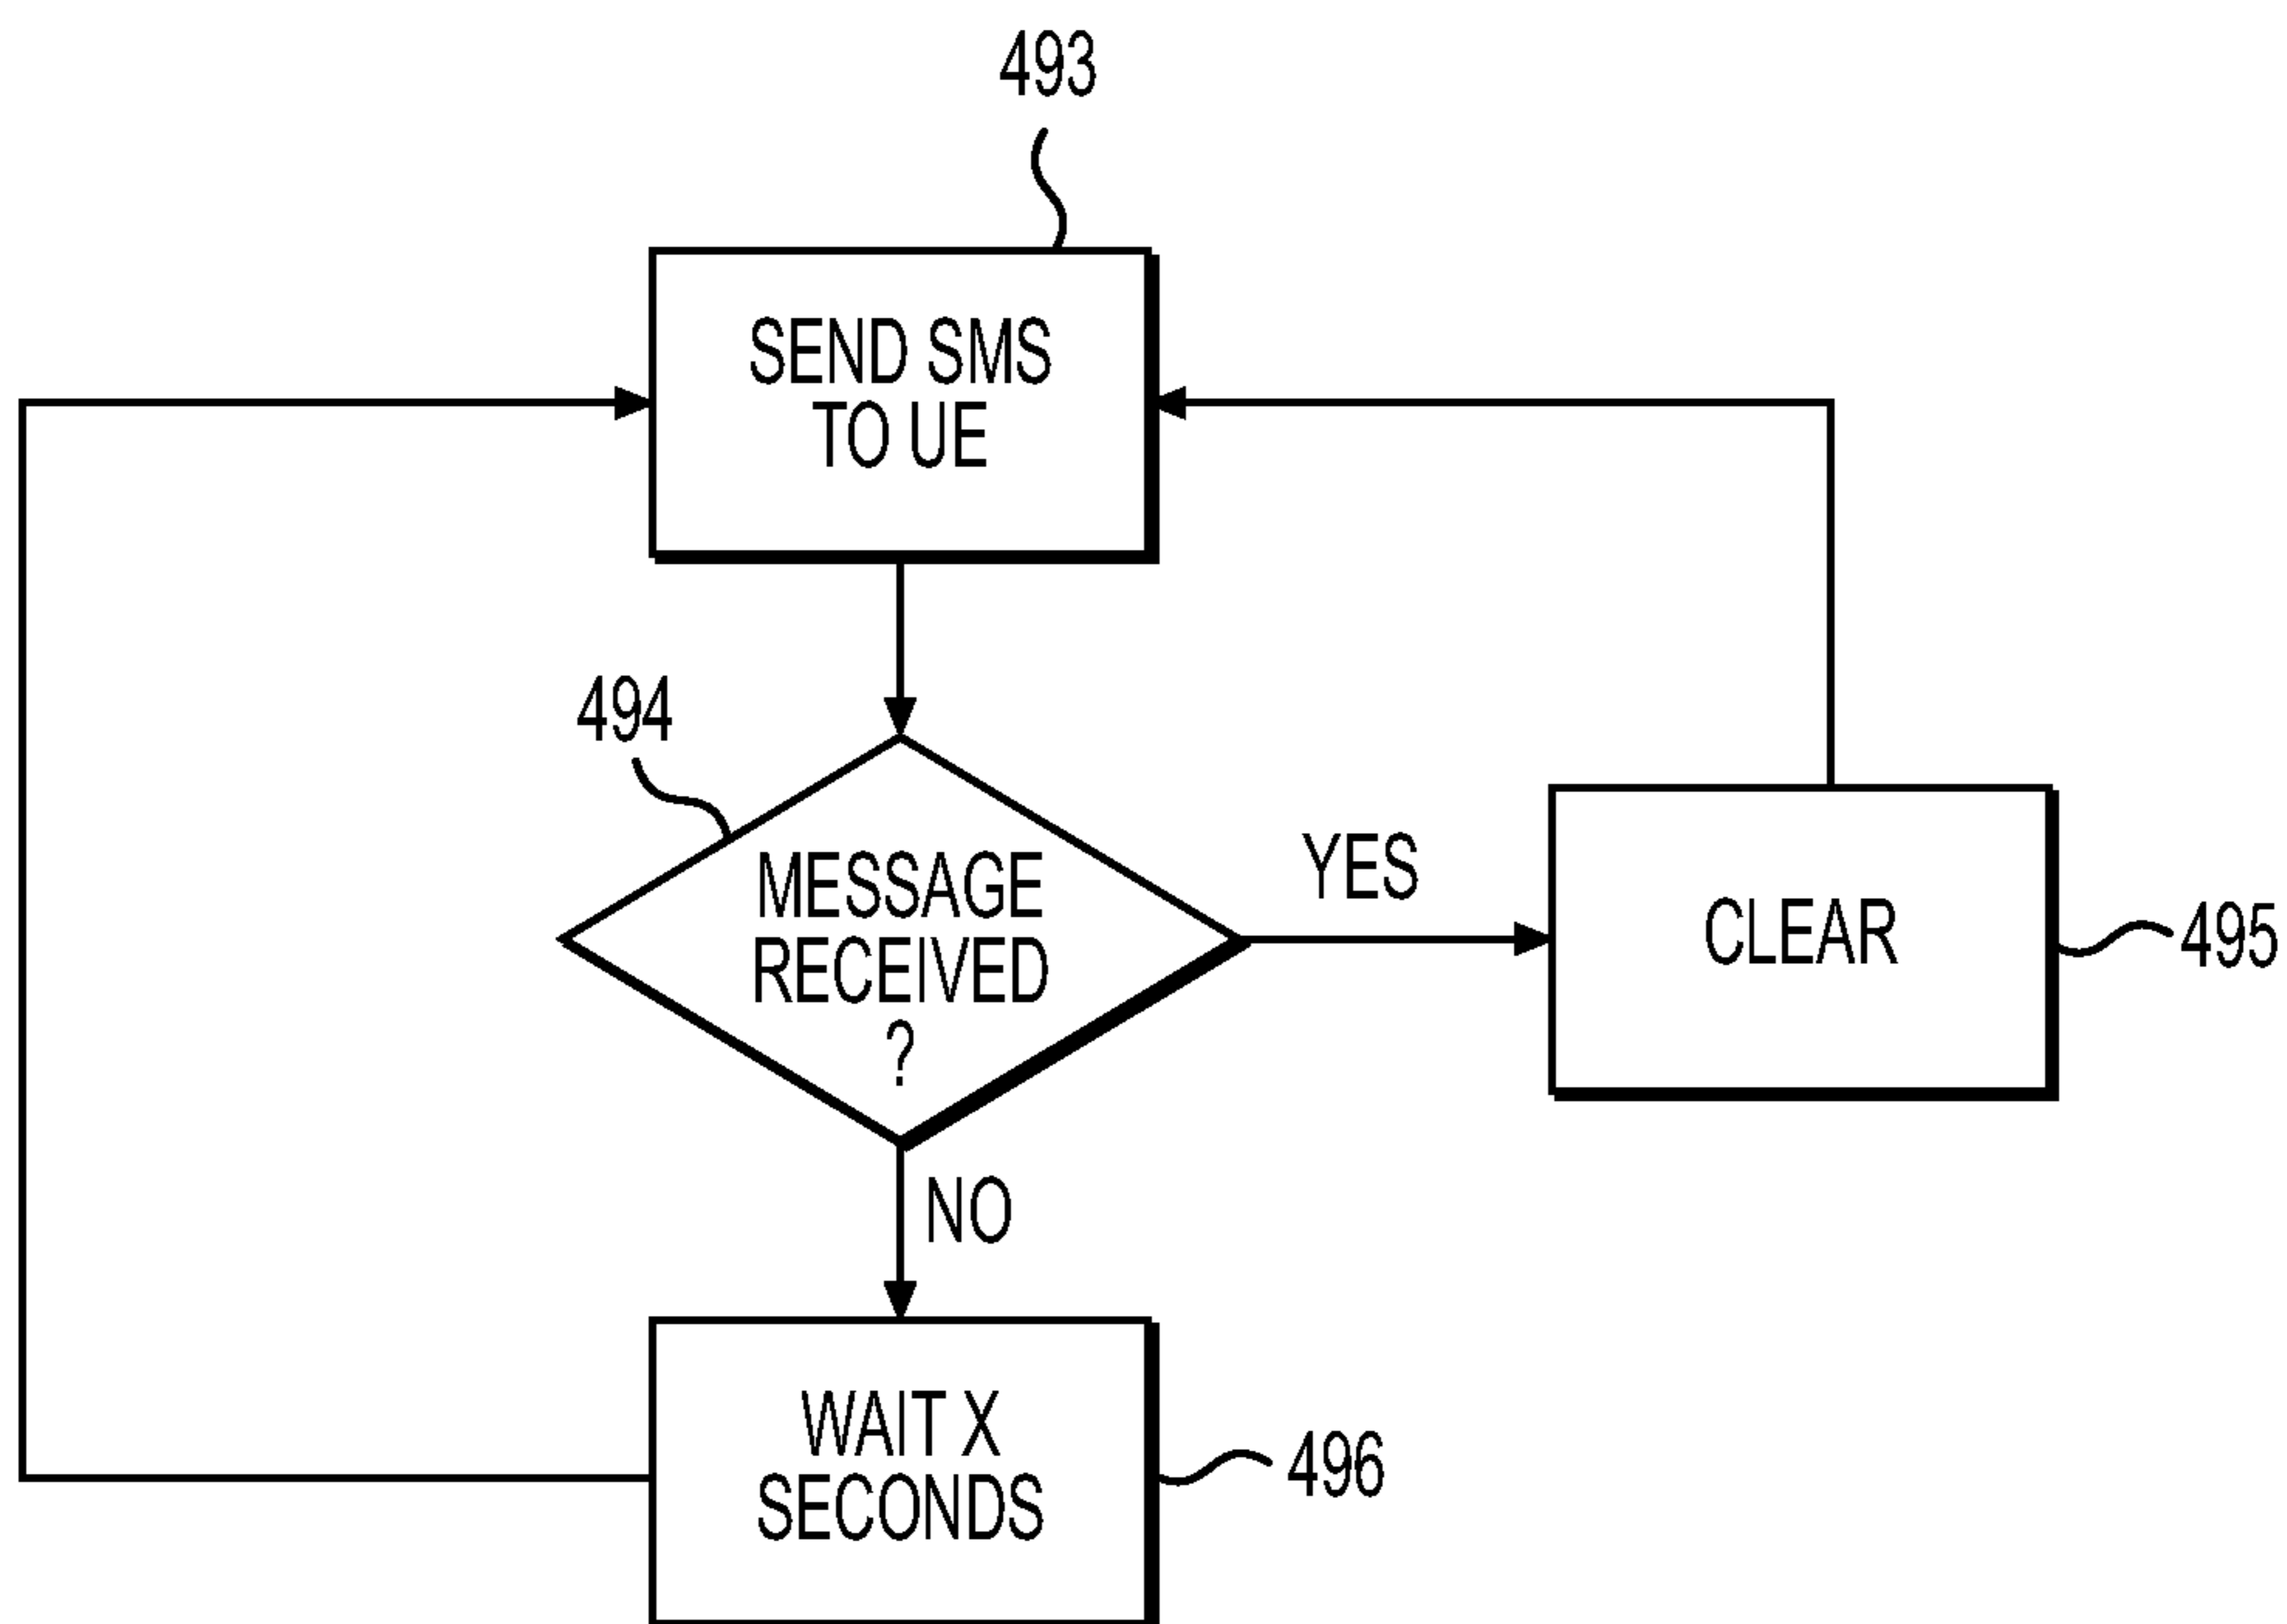 493
SEND SMS
TO UE
494
MESSAGE
RECEIVED
?
YES
CLEAR
495
NO
WAIT X
SECONDS
496